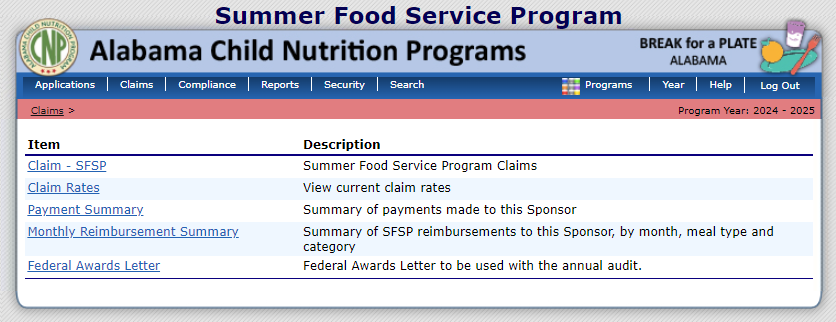 Summer Food Service Program
ALABAMA CHILD NUTRITION PROGRAM
CNP
Alabama Child Nutrition Programs
BREAK for a PLATE
ALABAMA
Applications | Claims | Compliance | Reports | Security | Search Programs | Year | Help | Log Out
Claims > Program Year: 2024 - 2025
Item Description
Claim - SFSP Summer Food Service Program Claims
Claim Rates View current claim rates
Payment Summary Summary of payments made to this Sponsor
Monthly Reimbursement Summary Summary of SFSP reimbursements to this Sponsor, by month, meal type and
category
Federal Awards Letter Federal Awards Letter to be used with the annual audit.